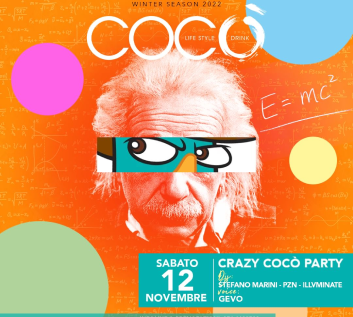 WINTER SEASON 2022
COCÒ
LIFE STYLE DRINK
E=mc²
SABATO
12
NOVEMBRE
CRAZY COCÒ PARTY
Dj:
STEFANO MARINI - PZN - ILLVMINATE
voice:
GEVO